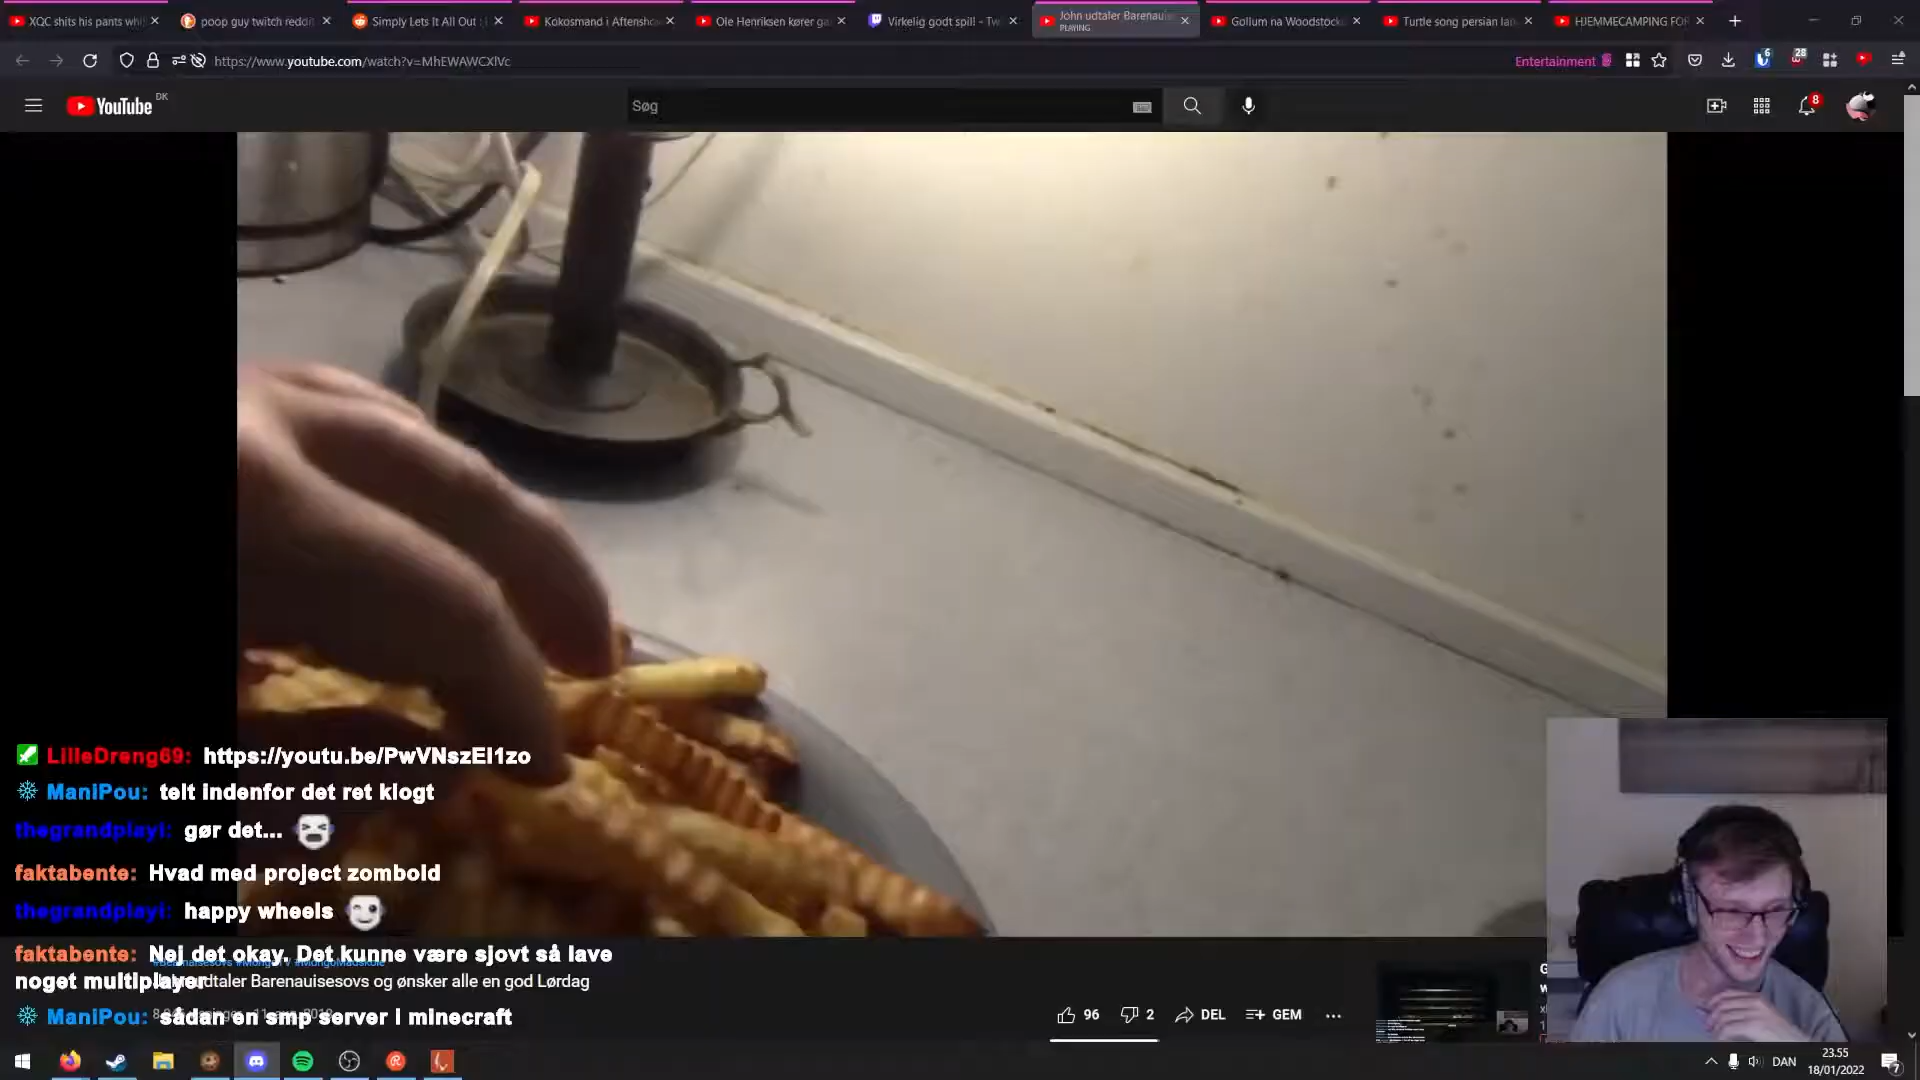 XQC shits his pants whi
poop guy twitch reddit
Simply Lets It All Out :
Kokosmand i Aftensho
Ole Henriksen kører ga
Virkelig godt spil! - Tw
John udtaler Barenaui
PLAYING
Gollum na Woodstock
Turtle song persian lan
HJEMMECAMPING FOR
https://www.youtube.com/watch?v=MhEWAWCXlVc
Entertainment
6
28
YouTube
DK
Søg
8
LilleDreng69: https://youtu.be/PwVNszEl1zo
ManiPou: telt indenfor det ret klogt
thegrandplayi: gør det...
faktabente: Hvad med project zombold
thegrandplayi: happy wheels
faktabente: Nej det okay. Det kunne være sjovt så lave
noget multiplayer
udtaler Barenauisesovs og ønsker alle en god Lørdag
ManiPou: sådan en smp server i minecraft
96
2
DEL
GEM
DAN
23.55
18/01/2022
7